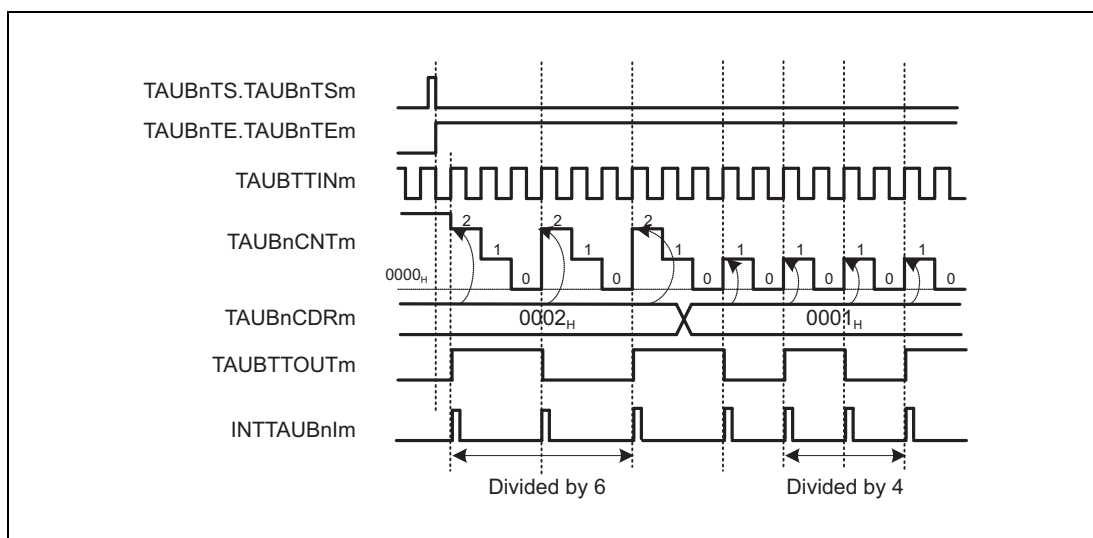 TAUBnTS.TAUBnTSm
TAUBnTE.TAUBnTEm
TAUBTTINm
TAUBnCNTm
2 1 0 2 1 0 2 1 0 1 0 1 0 1 0 1 0
0000H
TAUBnCDRm
0002H 0001H
TAUBTTOUTm
INTTAUBnIm
Divided by 6 Divided by 4